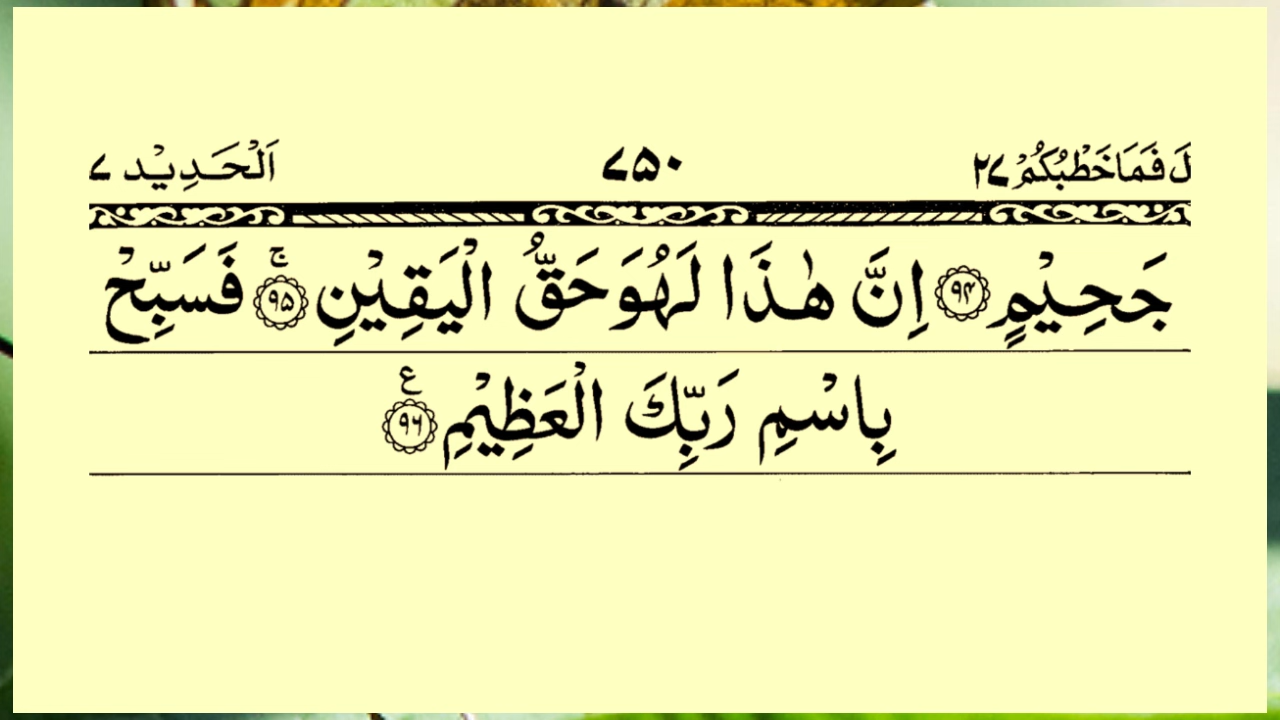 قَالَ فَمَا خَطْبُكُمْ ٢٧ ٧٥٠ اَلْحَدِيْد ٧
جَحِيْمٍ ۝٩٤ اِنَّ هٰذَا لَهُوَ حَقُّ الْيَقِيْنِ ۝٩٥ۚ فَسَبِّحْ
بِاسْمِ رَبِّكَ الْعَظِيْمِ ۝٩٦ ع